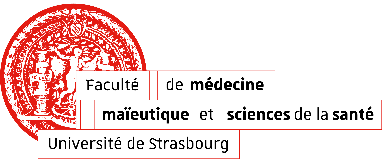 Faculté de médecine
maïeutique et sciences de la santé
Université de Strasbourg